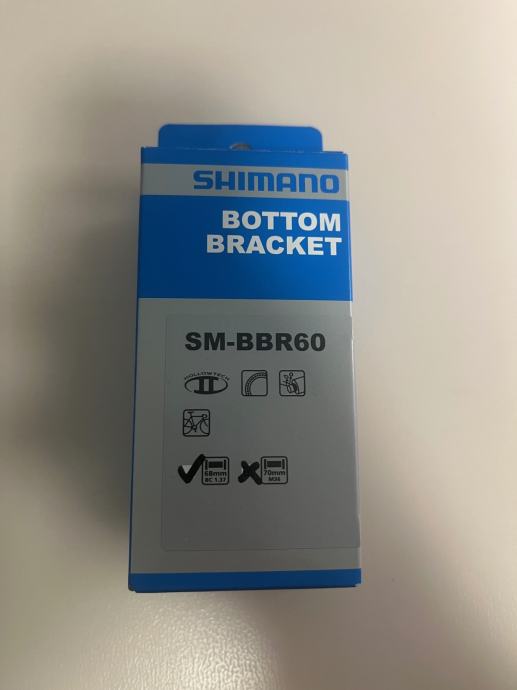 SHIMANO
BOTTOM
BRACKET
SM-BBR60
HOLLOWTECH
II
68mm
BC 1.37
70mm
M36